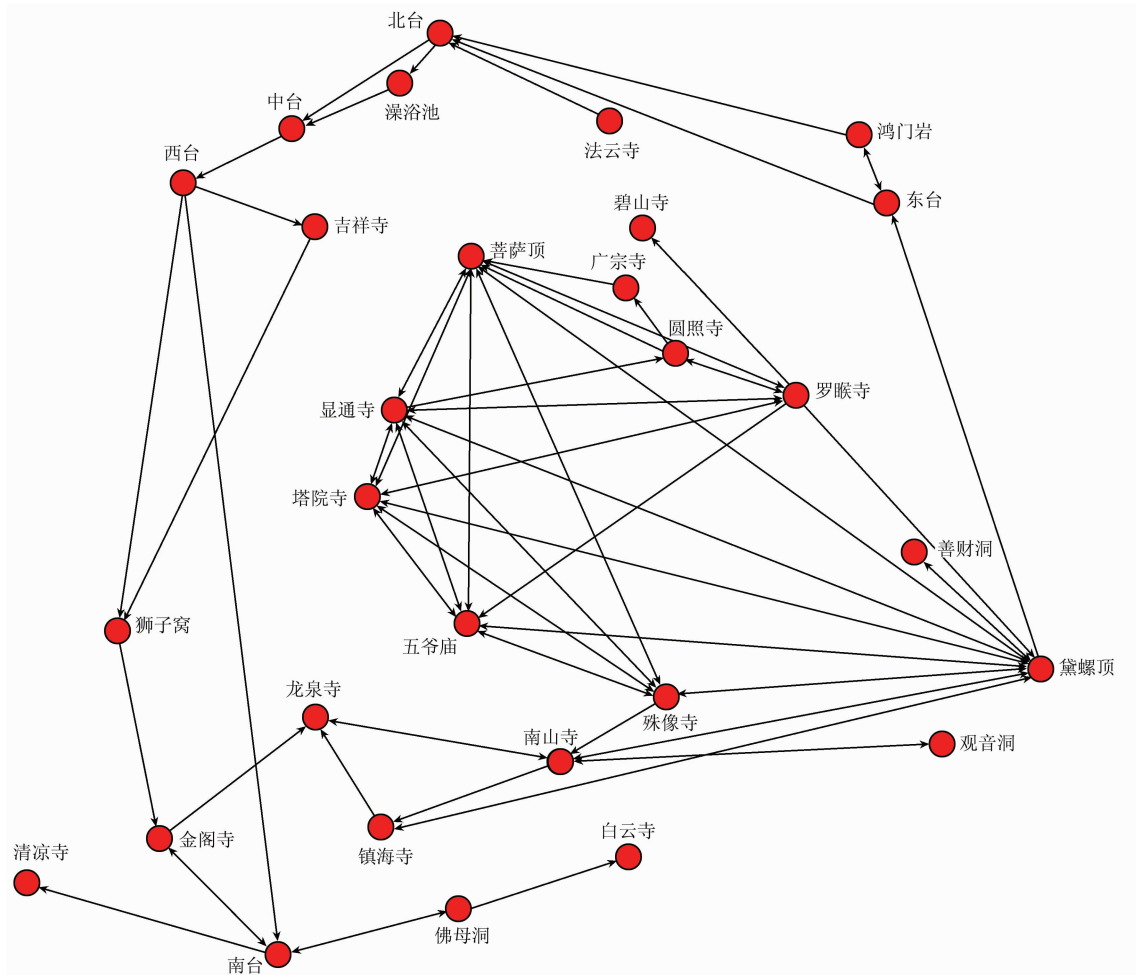 北台
中台
澡浴池
法云寺
鸿门岩
西台
东台
吉祥寺
碧山寺
菩萨顶
广宗寺
圆照寺
罗睺寺
显通寺
塔院寺
善财洞
狮子窝
五爷庙
黛螺顶
龙泉寺
殊像寺
南山寺
观音洞
金阁寺
镇海寺
白云寺
清凉寺
佛母洞
南台